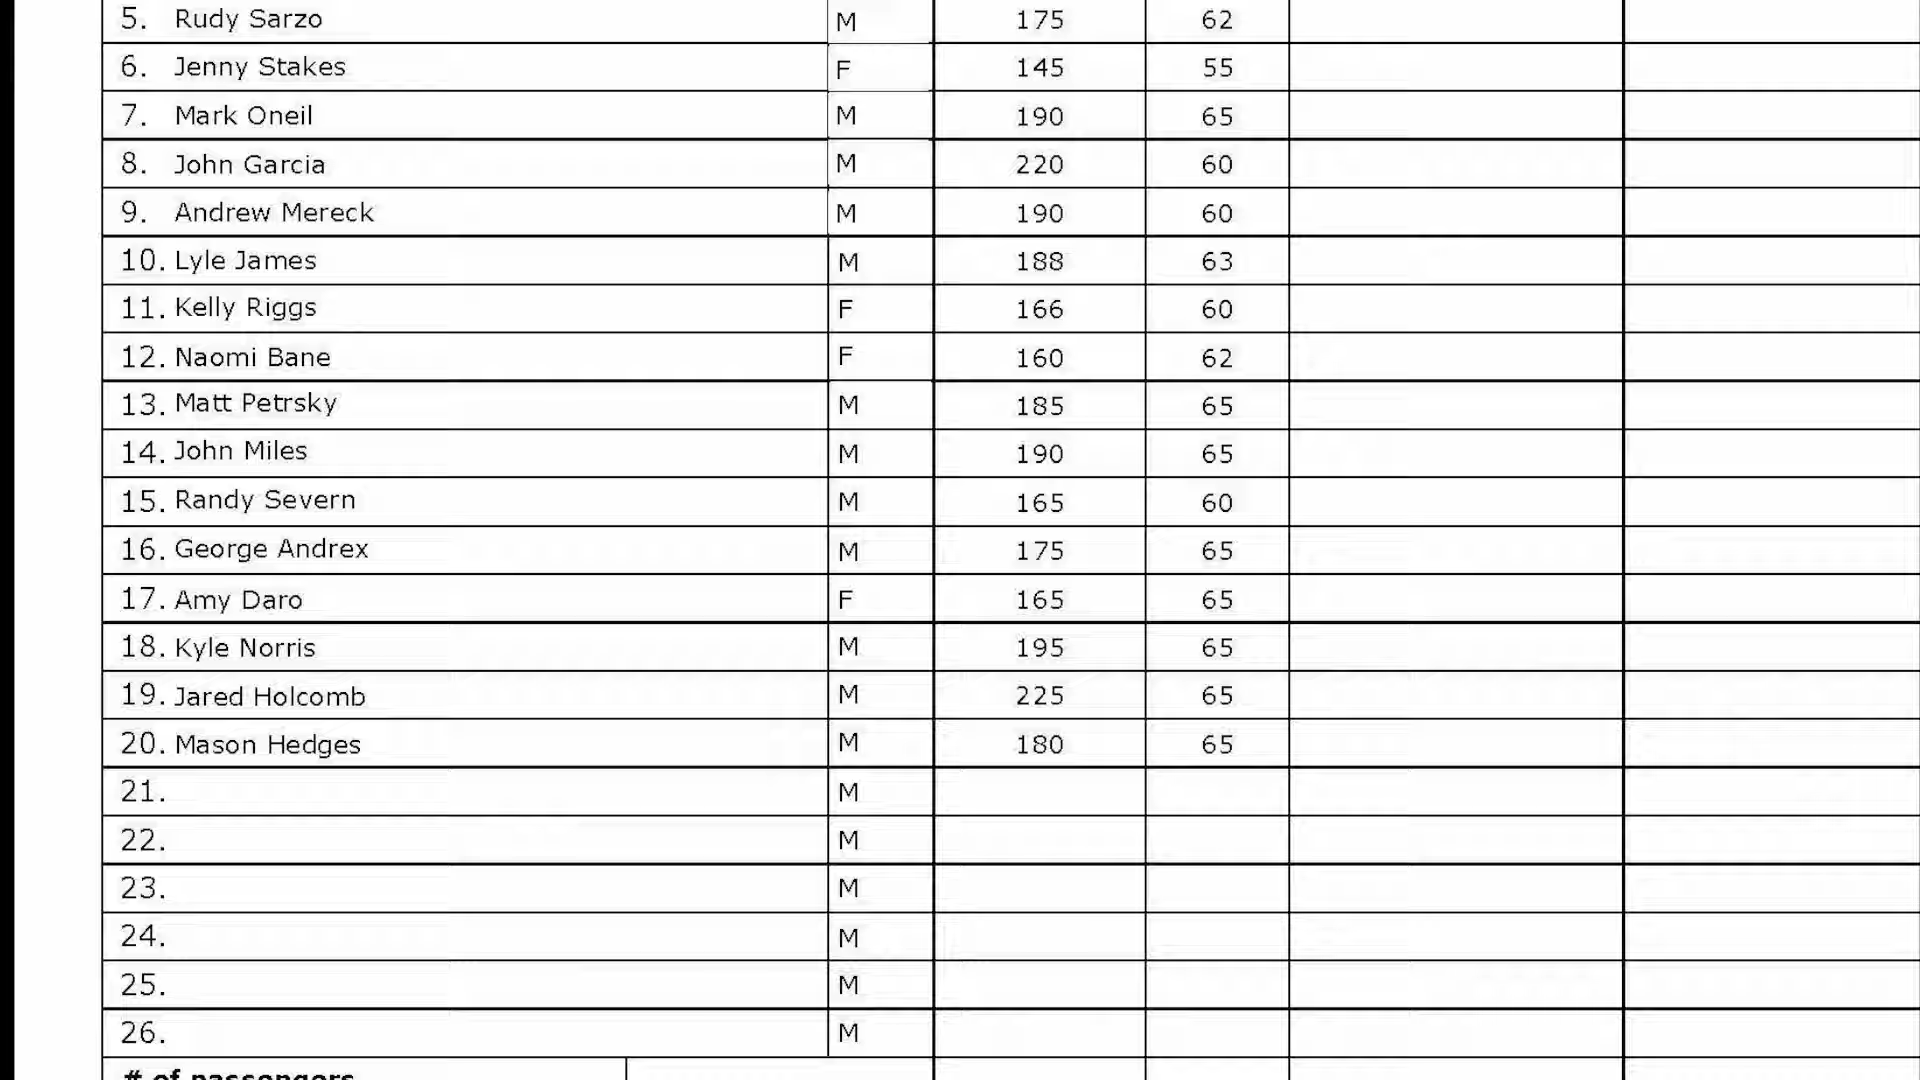 5. Rudy Sarzo M 175 62
6. Jenny Stakes F 145 55
7. Mark Oneil M 190 65
8. John Garcia M 220 60
9. Andrew Mereck M 190 60
10. Lyle James M 188 63
11. Kelly Riggs F 166 60
12. Naomi Bane F 160 62
13. Matt Petrsky M 185 65
14. John Miles M 190 65
15. Randy Severn M 165 60
16. George Andrex M 175 65
17. Amy Daro F 165 65
18. Kyle Norris M 195 65
19. Jared Holcomb M 225 65
20. Mason Hedges M 180 65
21. M
22. M
23. M
24. M
25. M
26. M
# of passengers